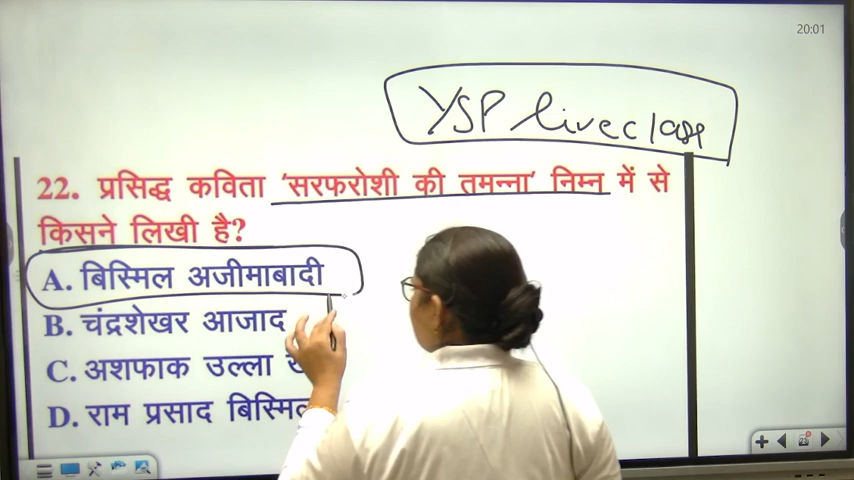 20:01
YSP liveclass
22. प्रसिद्ध कविता 'सरफरोशी की तमन्ना' निम्न में से
किसने लिखी है?
A. बिस्मिल अजीमाबादी
B. चंद्रशेखर आजाद
C. अशफाक उल्ला
D. राम प्रसाद बिस्मिल